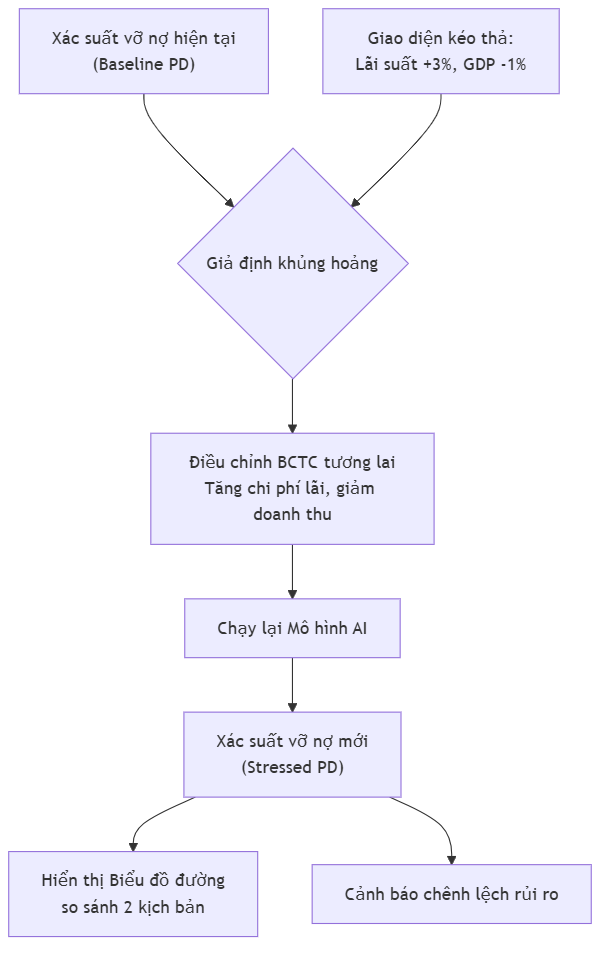 Xác suất vỡ nợ hiện tại
(Baseline PD)
Giao diện kéo thả:
Lãi suất +3%, GDP -1%
Giả định khủng hoảng
Điều chỉnh BCTC tương lai
Tăng chi phí lãi, giảm
doanh thu
Chạy lại Mô hình AI
Xác suất vỡ nợ mới
(Stressed PD)
Hiển thị Biểu đồ đường
so sánh 2 kịch bản
Cảnh báo chênh lệch rủi ro